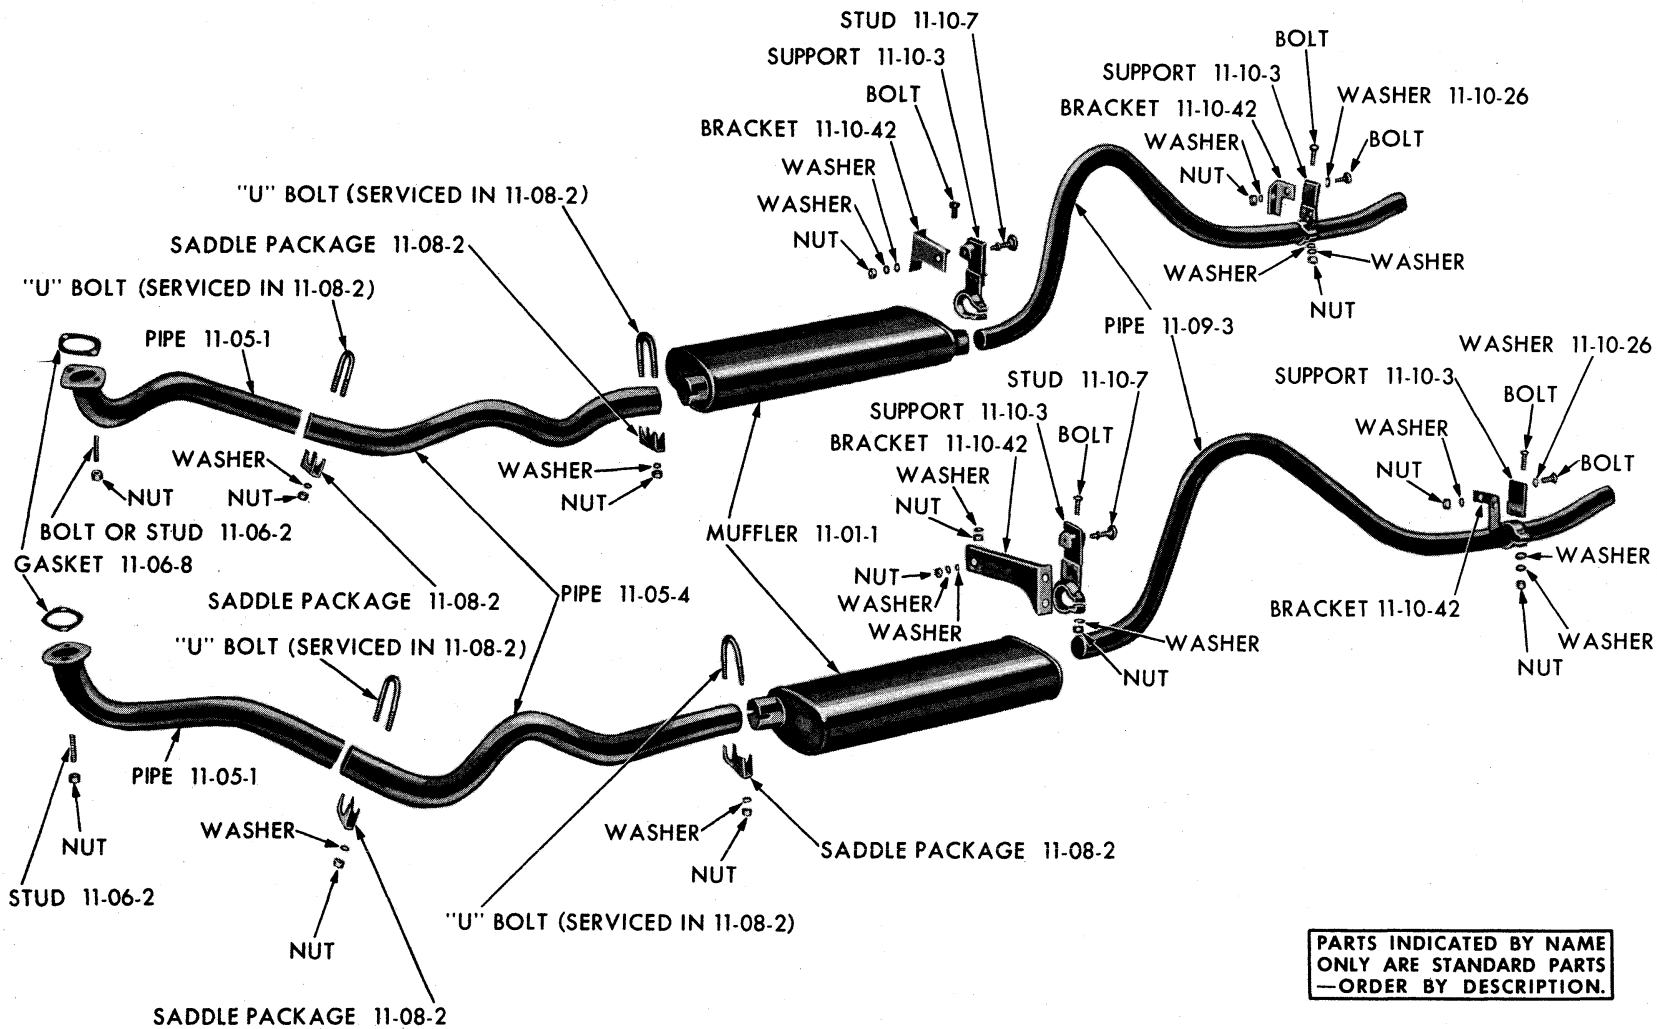 STUD 11-10-7
SUPPORT 11-10-3
BOLT
BRACKET 11-10-42
WASHER
WASHER
NUT
BOLT
SUPPORT 11-10-3
WASHER 11-10-26
BRACKET 11-10-42
BOLT
WASHER
NUT
WASHER
WASHER
NUT
"U" BOLT (SERVICED IN 11-08-2)
SADDLE PACKAGE 11-08-2
"U" BOLT (SERVICED IN 11-08-2)
PIPE 11-05-1
PIPE 11-09-3
WASHER
NUT
WASHER
NUT
NUT
BOLT OR STUD 11-06-2
GASKET 11-06-8
MUFFLER 11-01-1
STUD 11-10-7
SUPPORT 11-10-3
BOLT
BRACKET 11-10-42
WASHER
NUT
NUT
WASHER
WASHER
WASHER
NUT
WASHER 11-10-26
SUPPORT 11-10-3
BOLT
WASHER
BOLT
NUT
WASHER
BRACKET 11-10-42
WASHER
NUT
SADDLE PACKAGE 11-08-2
PIPE 11-05-4
"U" BOLT (SERVICED IN 11-08-2)
PIPE 11-05-1
NUT
STUD 11-06-2
WASHER
NUT
WASHER
NUT
SADDLE PACKAGE 11-08-2
"U" BOLT (SERVICED IN 11-08-2)
SADDLE PACKAGE 11-08-2
PARTS INDICATED BY NAME
ONLY ARE STANDARD PARTS
—ORDER BY DESCRIPTION.